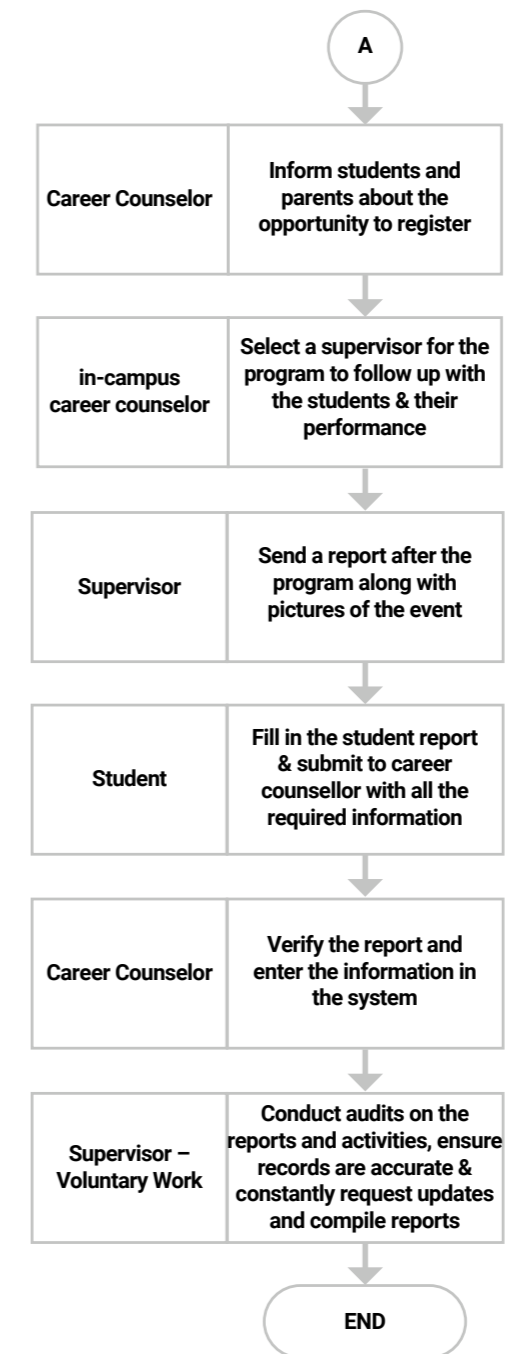 A
Career Counselor
Inform students and
parents about the
opportunity to register
in-campus
career counselor
Select a supervisor for the
program to follow up with
the students & their
performance
Supervisor
Send a report after the
program along with
pictures of the event
Student
Fill in the student report
& submit to career
counsellor with all the
required information
Career Counselor
Verify the report and
enter the information in
the system
Supervisor –
Voluntary Work
Conduct audits on the
reports and activities, ensure
records are accurate &
constantly request updates
and compile reports
END